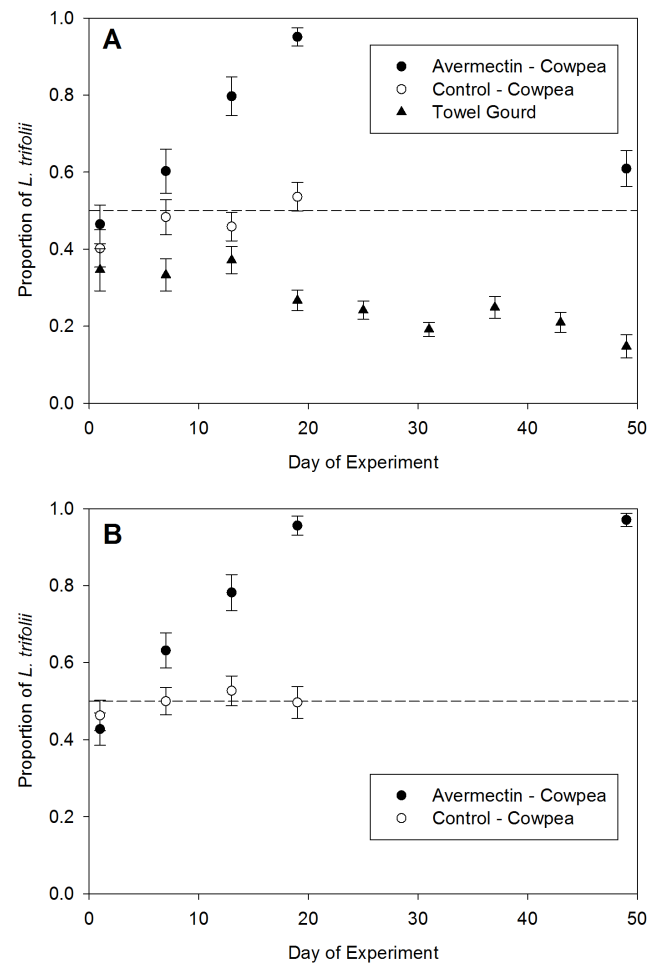 A
Avermectin - Cowpea
Control - Cowpea
Towel Gourd
Proportion of L. trifolii
1.0
0.8
0.6
0.4
0.2
0.0
0 10 20 30 40 50
Day of Experiment
B
Proportion of L. trifolii
1.0
0.8
0.6
0.4
0.2
0.0
Avermectin - Cowpea
Control - Cowpea
0 10 20 30 40 50
Day of Experiment